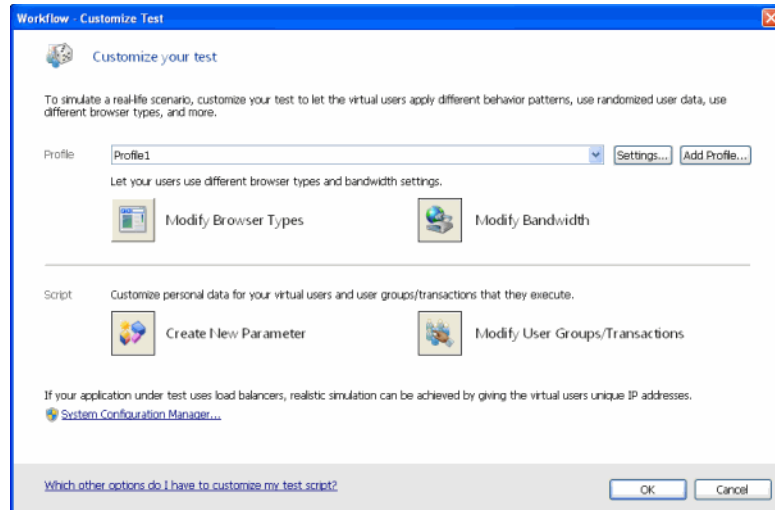 Workflow - Customize Test
Customize your test
To simulate a real-life scenario, customize your test to let the virtual users apply different behavior patterns, use randomized user data, use
different browser types, and more.
Profile Profile1 Settings... Add Profile...
Let your users use different browser types and bandwidth settings.
Modify Browser Types Modify Bandwidth
Script Customize personal data for your virtual users and user groups/transactions that they execute.
Create New Parameter Modify User Groups/Transactions
If your application under test uses load balancers, realistic simulation can be achieved by giving the virtual users unique IP addresses.
System Configuration Manager...
Which other options do I have to customize my test script? OK Cancel